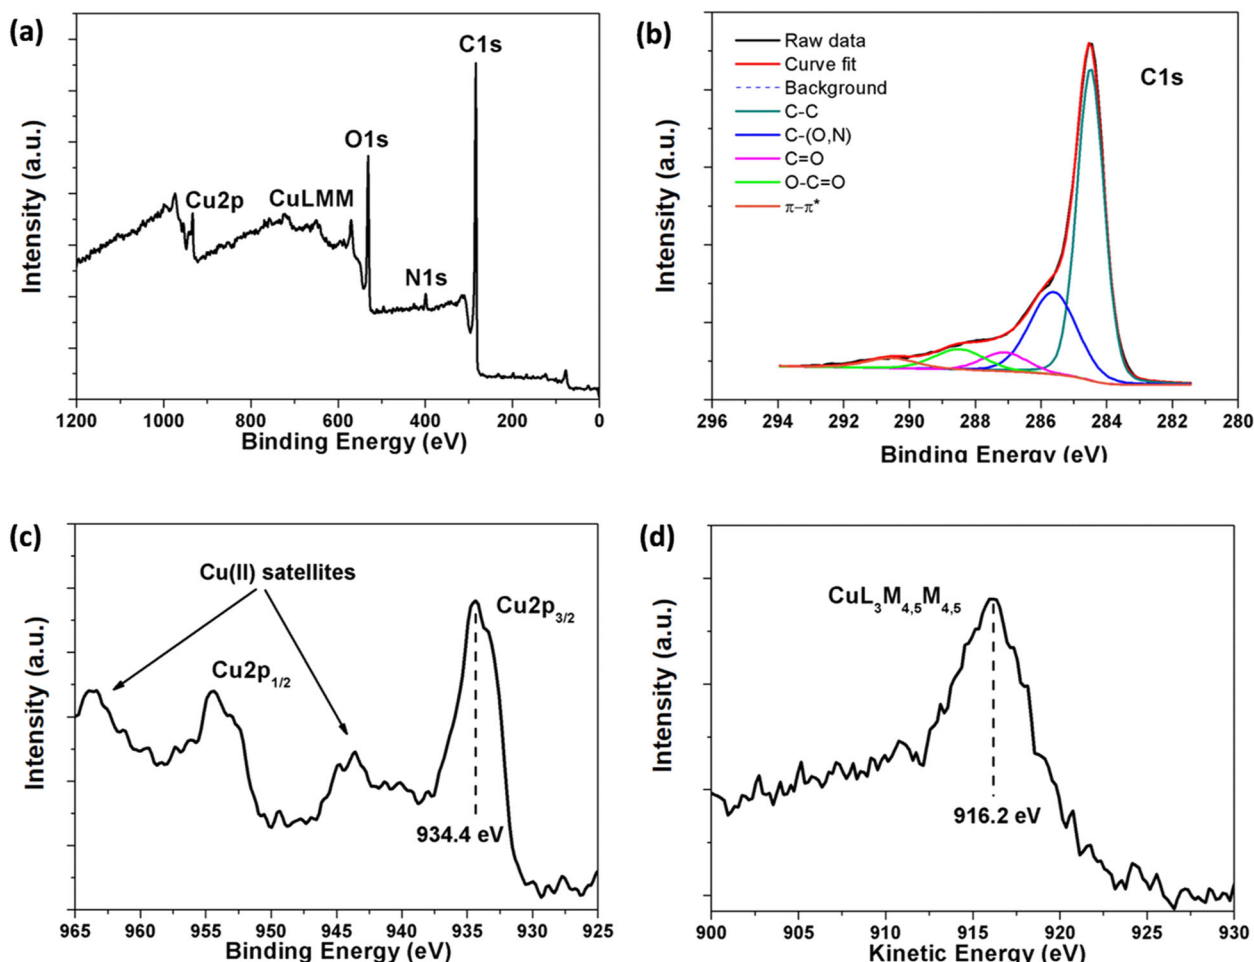 (a)
C1s
O1s
Cu2p
CuLMM
N1s
Intensity (a.u.)
1200 1000 800 600 400 200 0
Binding Energy (eV)
(b)
Raw data
Curve fit
Background
C-C
C-(O,N)
C=O
O-C=O
π–π*
C1s
Intensity (a.u.)
296 294 292 290 288 286 284 282 280
Binding Energy (eV)
(c)
Cu(II) satellites
Cu2p3/2
Cu2p1/2
934.4 eV
Intensity (a.u.)
965 960 955 950 945 940 935 930 925
Binding Energy (eV)
(d)
CuL3M4,5M4,5
916.2 eV
Intensity (a.u.)
900 905 910 915 920 925 930
Kinetic Energy (eV)